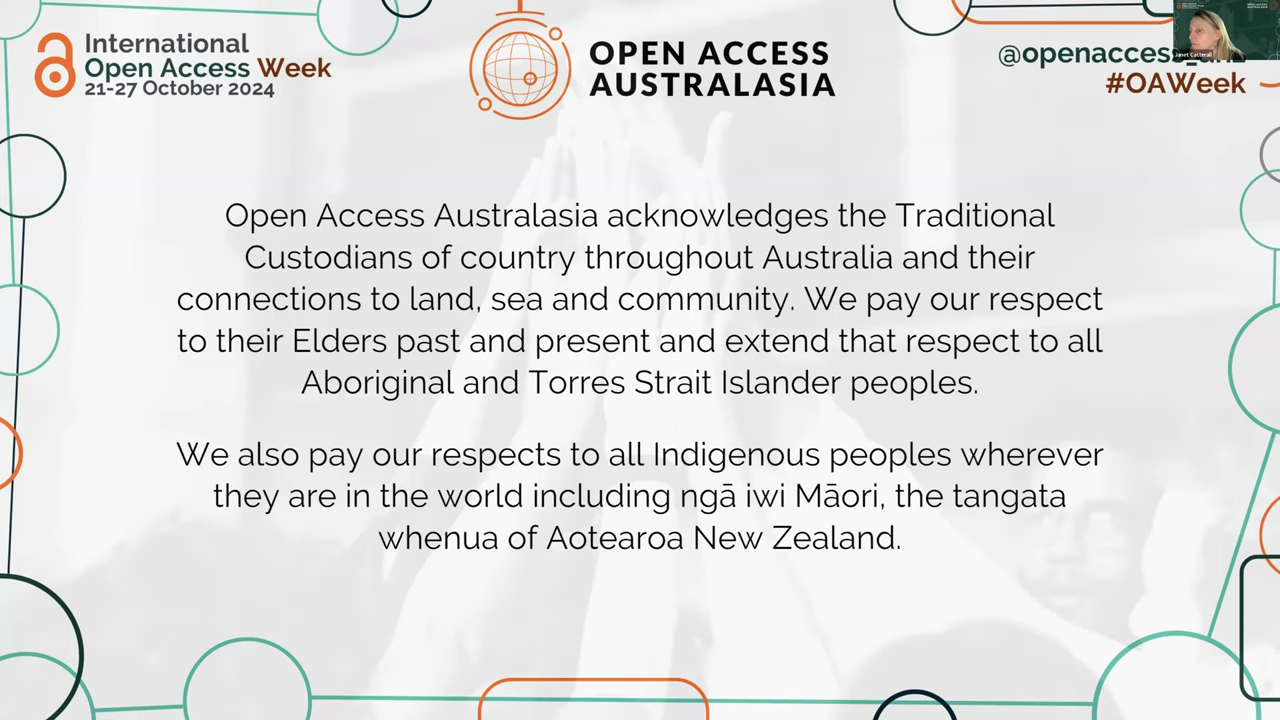 International
Open Access Week
21-27 October 2024
OPEN ACCESS
AUSTRALASIA
@openaccess_
#OAWeek
Janet Catterall
Open Access Australasia acknowledges the Traditional
Custodians of country throughout Australia and their
connections to land, sea and community. We pay our respect
to their Elders past and present and extend that respect to all
Aboriginal and Torres Strait Islander peoples.
We also pay our respects to all Indigenous peoples wherever
they are in the world including ngā iwi Māori, the tangata
whenua of Aotearoa New Zealand.